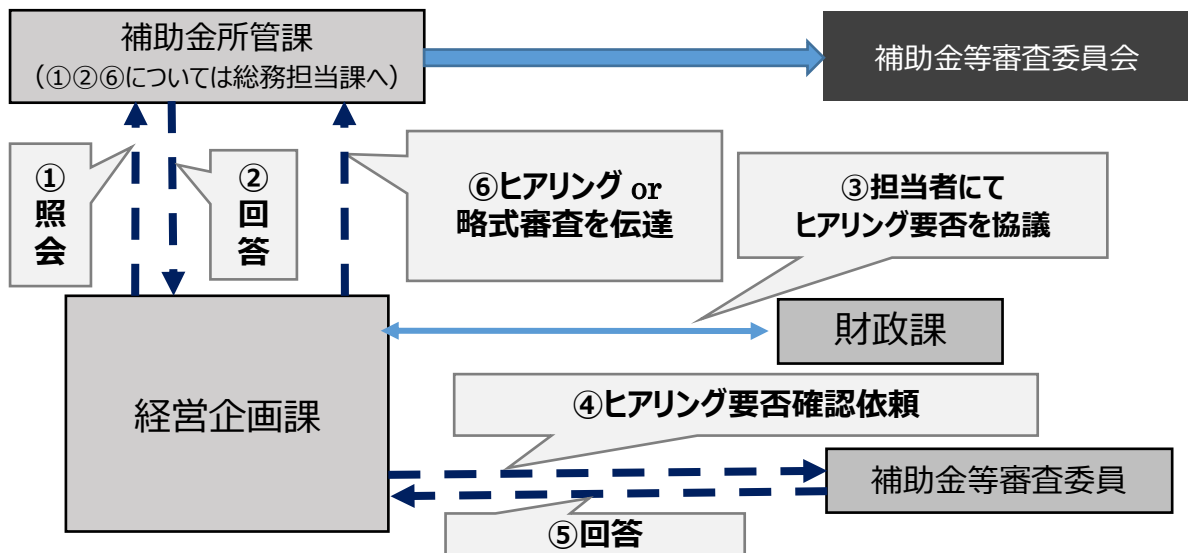 補助金所管課
（①②⑥については総務担当課へ）
補助金等審査委員会
①
照
会
②
回
答
⑥ヒアリング or
略式審査を伝達
③担当者にて
ヒアリング要否を協議
経営企画課
財政課
④ヒアリング要否確認依頼
補助金等審査委員
⑤回答